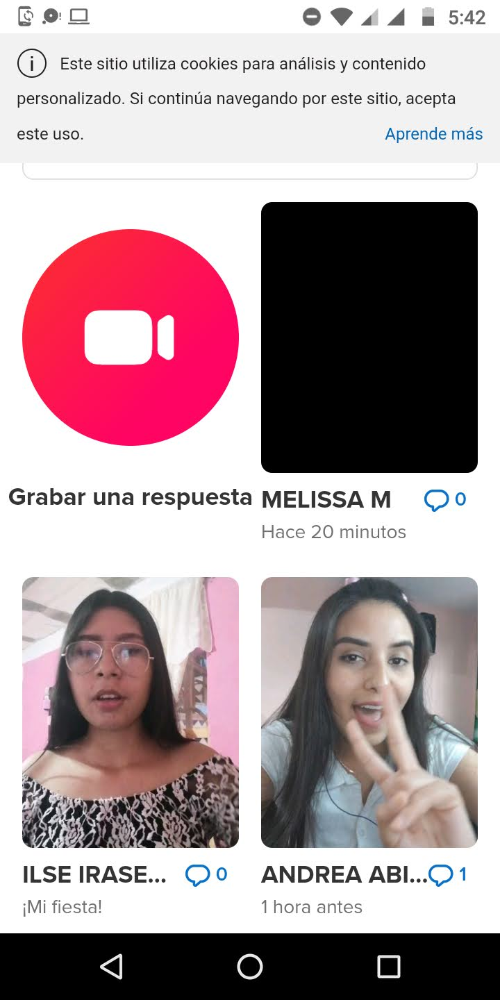 5:42
Este sitio utiliza cookies para análisis y contenido
personalizado. Si continúa navegando por este sitio, acepta
este uso. Aprende más
Grabar una respuesta
MELISSA M 0
Hace 20 minutos
ILSE IRASE... 0
¡Mi fiesta!
ANDREA ABI... 1
1 hora antes